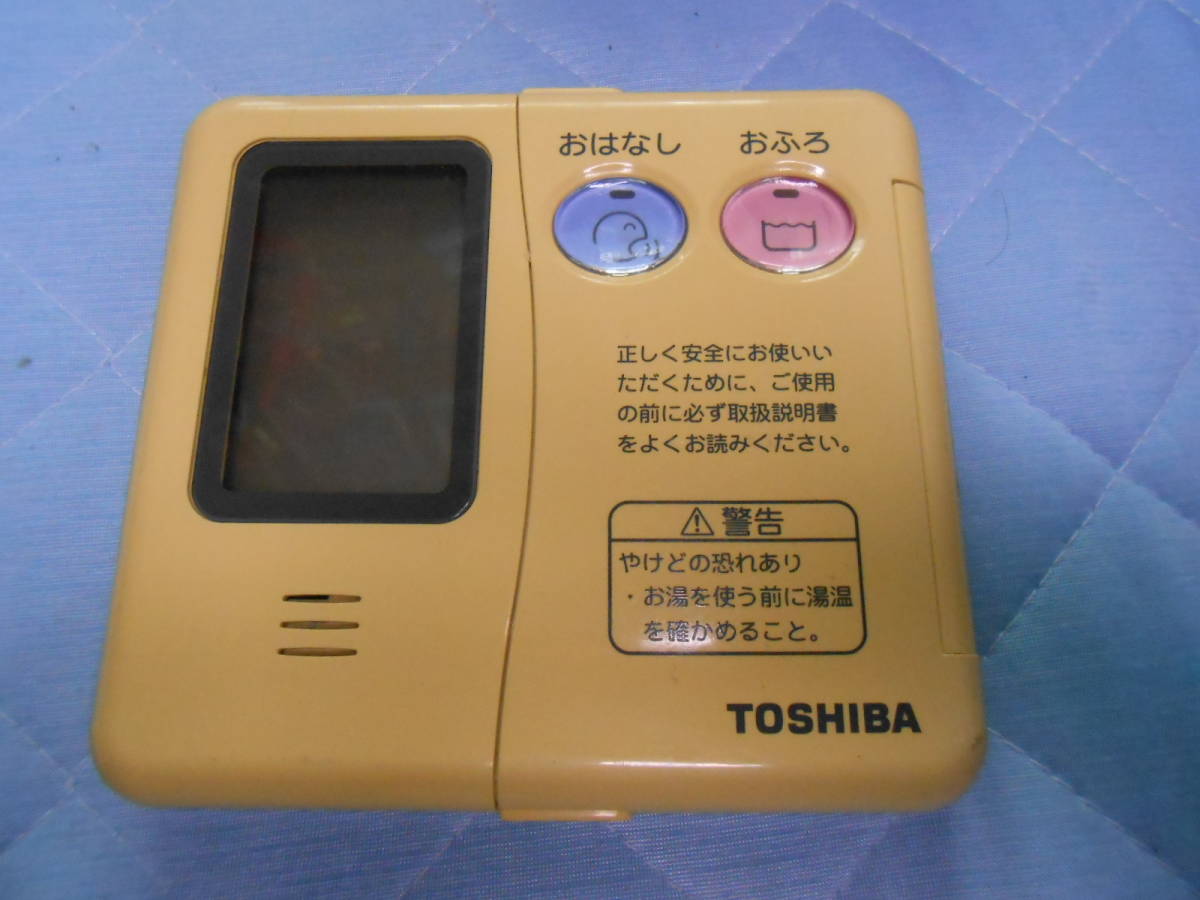 おはなし おふろ
正しく安全にお使いい
ただくために、ご使用
の前に必ず取扱説明書
をよくお読みください。
⚠警告
やけどの恐れあり
・お湯を使う前に湯温
を確かめること。
TOSHIBA